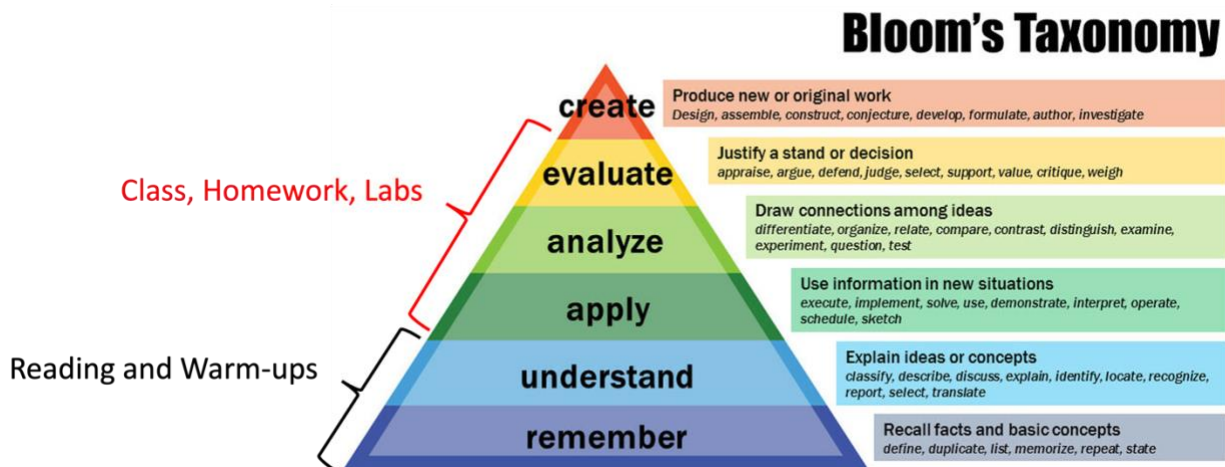 Bloom's Taxonomy
create
Produce new or original work
Design, assemble, construct, conjecture, develop, formulate, author, investigate
evaluate
Justify a stand or decision
appraise, argue, defend, judge, select, support, value, critique, weigh
Class, Homework, Labs
analyze
Draw connections among ideas
differentiate, organize, relate, compare, contrast, distinguish, examine,
experiment, question, test
apply
Use information in new situations
execute, implement, solve, use, demonstrate, interpret, operate,
schedule, sketch
Reading and Warm-ups
understand
Explain ideas or concepts
classify, describe, discuss, explain, identify, locate, recognize,
report, select, translate
remember
Recall facts and basic concepts
define, duplicate, list, memorize, repeat, state